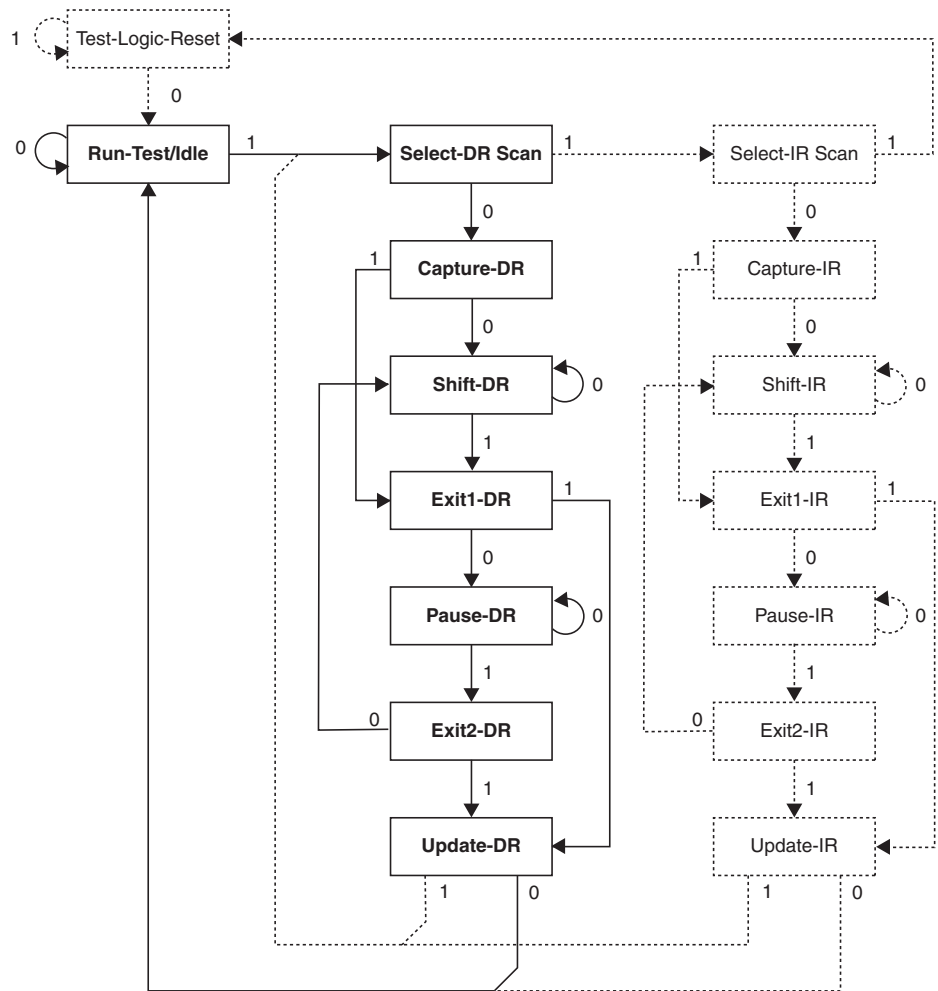 1
Test-Logic-Reset
0
0
Run-Test/Idle
1
Select-DR Scan
1
Select-IR Scan
1
0
0
1
Capture-DR
1
Capture-IR
0
0
Shift-DR
0
Shift-IR
0
1
1
Exit1-DR
1
Exit1-IR
1
0
0
Pause-DR
0
Pause-IR
0
1
1
0
Exit2-DR
0
Exit2-IR
1
1
Update-DR
Update-IR
1
0
1
0